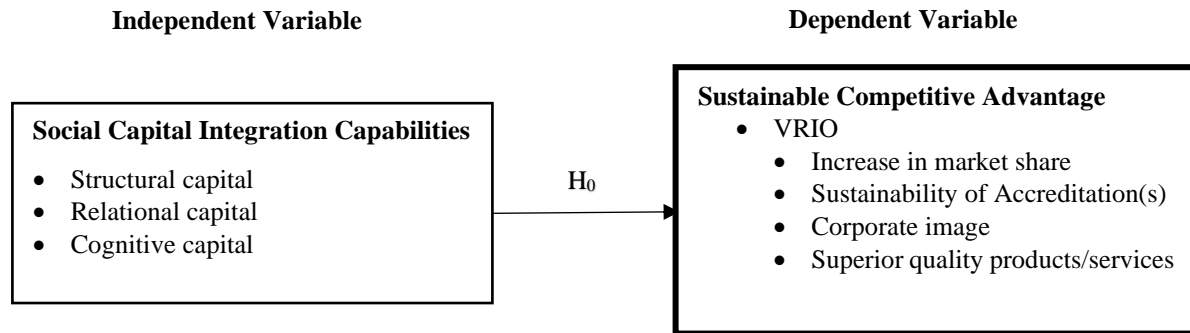 Independent Variable
Dependent Variable
Social Capital Integration Capabilities
• Structural capital
• Relational capital
• Cognitive capital
H₀
Sustainable Competitive Advantage
• VRIO
• Increase in market share
• Sustainability of Accreditation(s)
• Corporate image
• Superior quality products/services